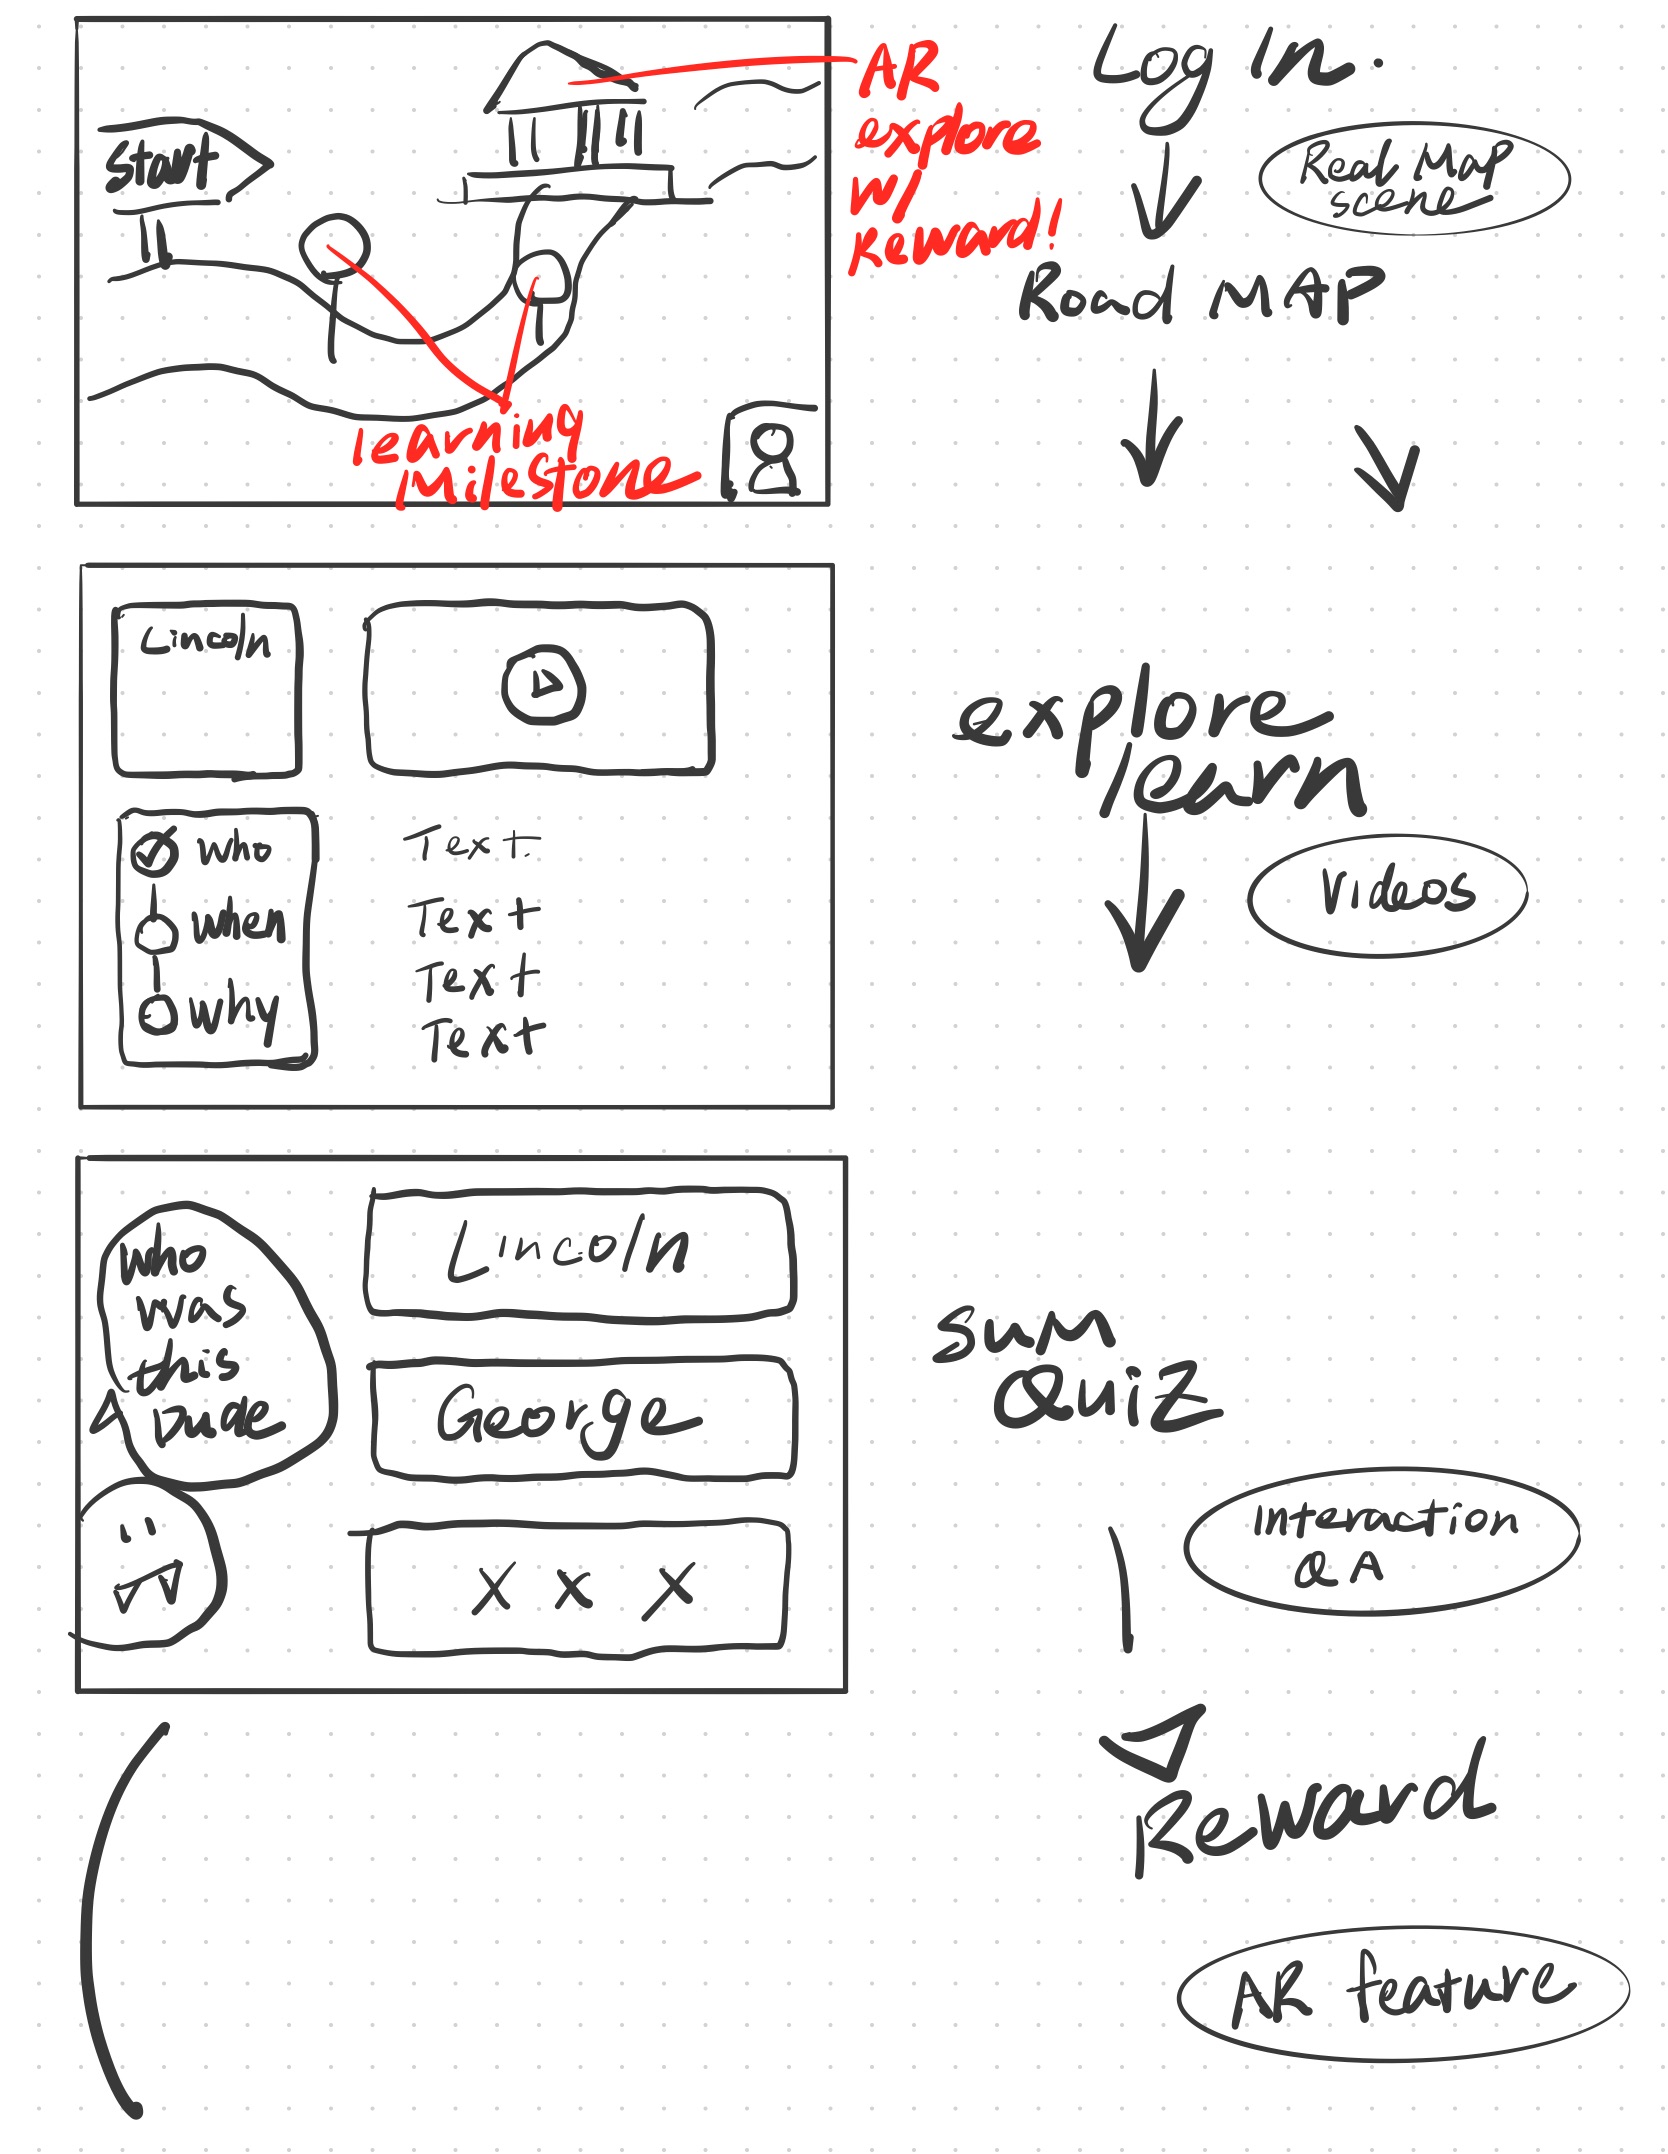 Start
AR
explore
w/
Reward!
learning
Milestone
Log In.
Real Map
scene
Road MAP
Lincoln
who
when
why
Text.
Text
Text
Text
explore
learn
Videos
who
was
this
Dude
Lincoln
George
X X X
sum
Quiz
Interaction
QA
Reward
AR feature